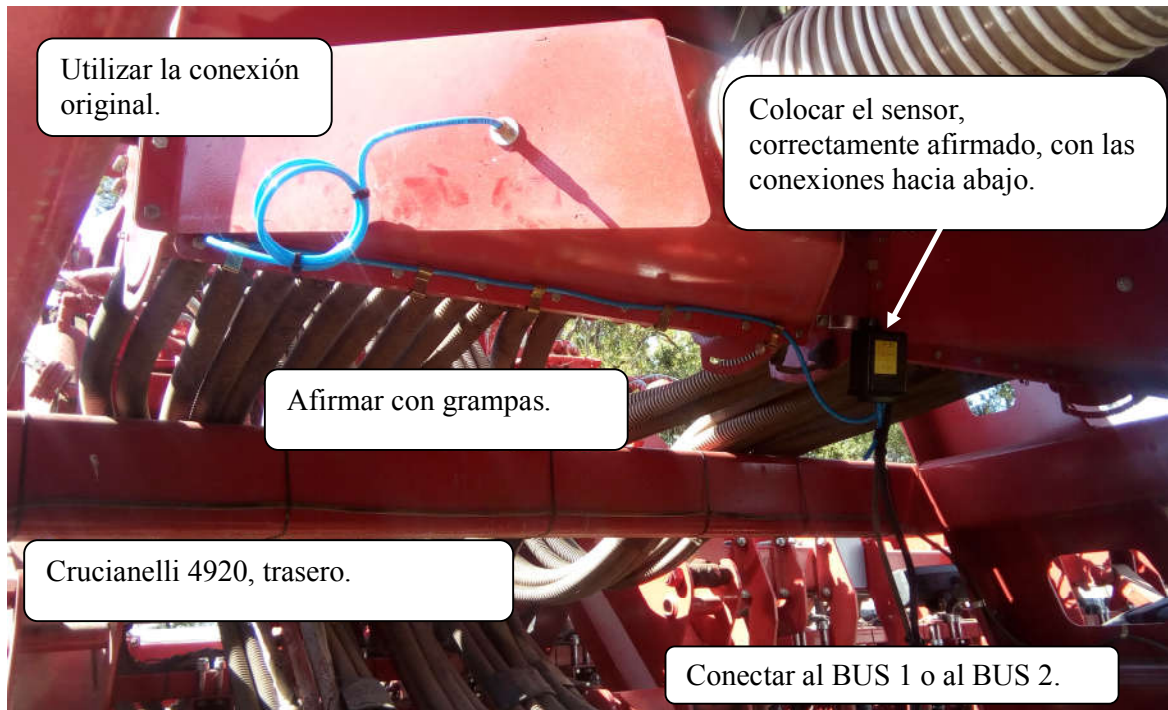 Utilizar la conexión
original.
Colocar el sensor,
correctamente afirmado, con las
conexiones hacia abajo.
Afirmar con grampas.
Crucianelli 4920, trasero.
Conectar al BUS 1 o al BUS 2.